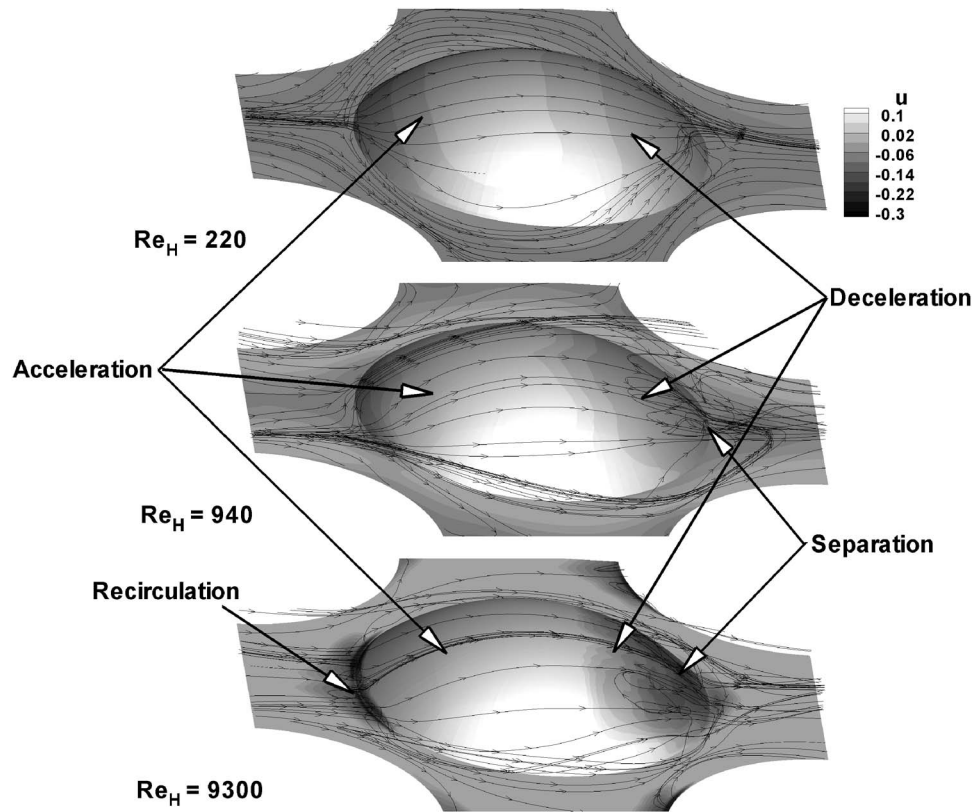 u
0.1
0.02
-0.06
-0.14
-0.22
-0.3
Re_H = 220
Deceleration
Acceleration
Re_H = 940
Separation
Recirculation
Re_H = 9300